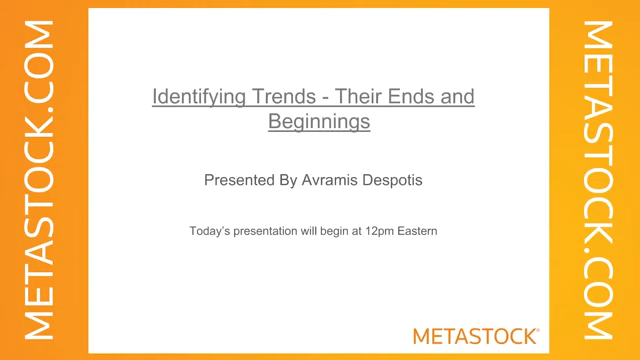 METASTOCK.COM
Identifying Trends - Their Ends and
Beginnings
Presented By Avramis Despotis
Today's presentation will begin at 12pm Eastern
METASTOCK®
METASTOCK.COM